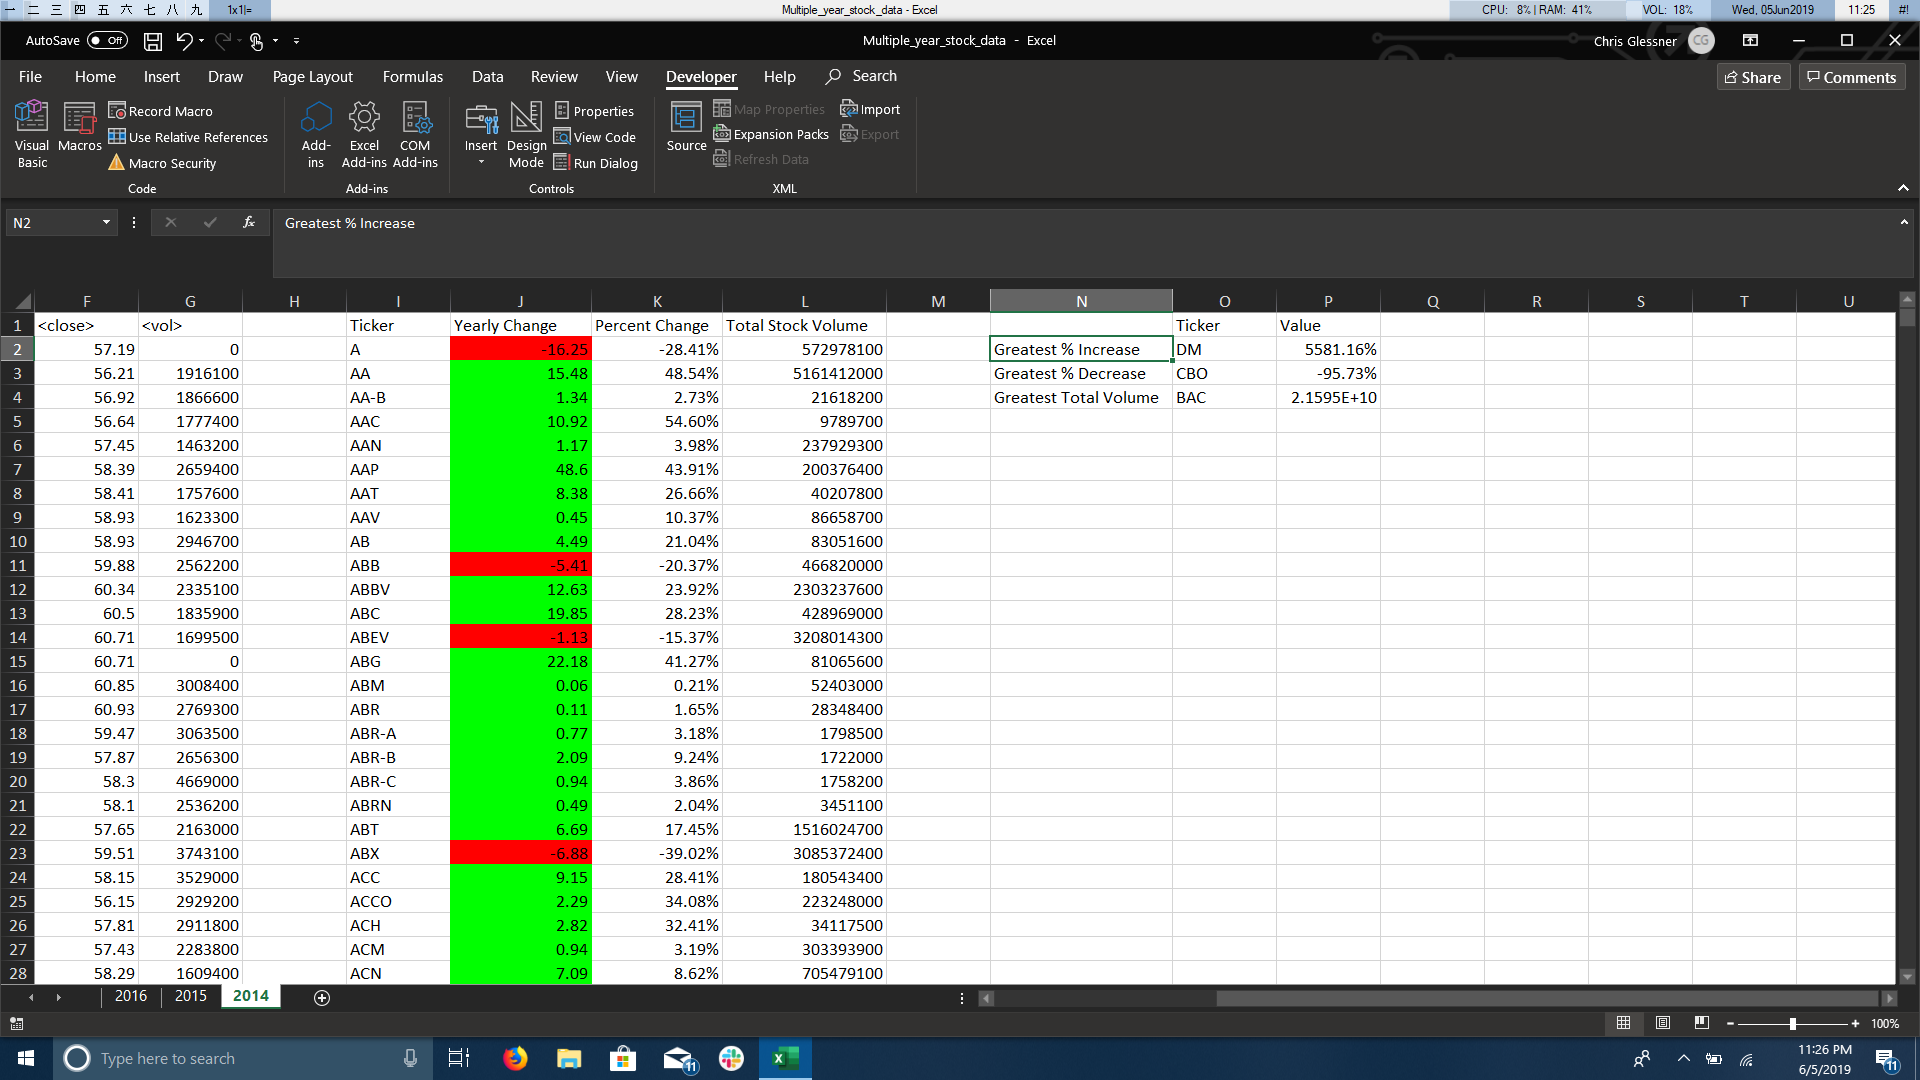 一 二 三 四 五 六 七 八 九 1x1|= Multiple_year_stock_data - Excel CPU: 8% | RAM: 41% VOL: 18% Wed, 05Jun2019 11:25 #!
AutoSave Off Multiple_year_stock_data - Excel Chris Glessner CG
File Home Insert Draw Page Layout Formulas Data Review View Developer Help Search Share Comments
Visual Basic
Macros
Record Macro
Use Relative References
Macro Security
Code
Add-ins
Excel Add-ins
COM Add-ins
Add-ins
Insert
Design Mode
Properties
View Code
Run Dialog
Controls
Source
Map Properties
Expansion Packs
Refresh Data
Import
Export
XML
N2 fx Greatest % Increase
F G H I J K L M N O P Q R S T U
1 <close> <vol> Ticker Yearly Change Percent Change Total Stock Volume Ticker Value
2 57.19 0 A -16.25 -28.41% 572978100 Greatest % Increase DM 5581.16%
3 56.21 1916100 AA 15.48 48.54% 5161412000 Greatest % Decrease CBO -95.73%
4 56.92 1866600 AA-B 1.34 2.73% 21618200 Greatest Total Volume BAC 2.1595E+10
5 56.64 1777400 AAC 10.92 54.60% 9789700
6 57.45 1463200 AAN 1.17 3.98% 237929300
7 58.39 2659400 AAP 48.6 43.91% 200376400
8 58.41 1757600 AAT 8.38 26.66% 40207800
9 58.93 1623300 AAV 0.45 10.37% 86658700
10 58.93 2946700 AB 4.49 21.04% 83051600
11 59.88 2562200 ABB -5.41 -20.37% 466820000
12 60.34 2335100 ABBV 12.63 23.92% 2303237600
13 60.5 1835900 ABC 19.85 28.23% 428969000
14 60.71 1699500 ABEV -1.13 -15.37% 3208014300
15 60.71 0 ABG 22.18 41.27% 81065600
16 60.85 3008400 ABM 0.06 0.21% 52403000
17 60.93 2769300 ABR 0.11 1.65% 28348400
18 59.47 3063500 ABR-A 0.77 3.18% 1798500
19 57.87 2656300 ABR-B 2.09 9.24% 1722000
20 58.3 4669000 ABR-C 0.94 3.86% 1758200
21 58.1 2536200 ABRN 0.49 2.04% 3451100
22 57.65 2163000 ABT 6.69 17.45% 1516024700
23 59.51 3743100 ABX -6.88 -39.02% 3085372400
24 58.15 3529000 ACC 9.15 28.41% 180543400
25 56.15 2929200 ACCO 2.29 34.08% 223248000
26 57.81 2911800 ACH 2.82 32.41% 34117500
27 57.43 2283800 ACM 0.94 3.19% 303393900
28 58.29 1609400 ACN 7.09 8.62% 705479100
2016 2015 2014
100%
Type here to search 11 11:26 PM
6/5/2019 11